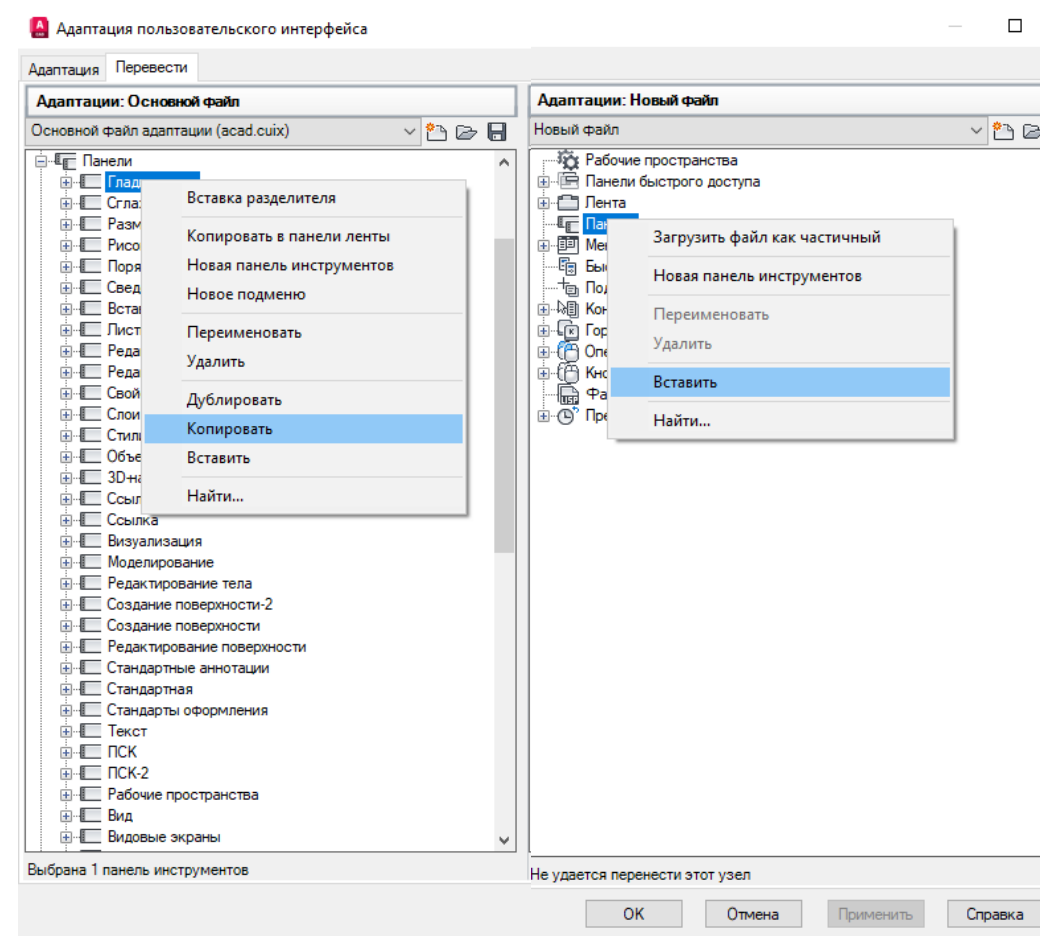 Адаптация пользовательского интерфейса
Адаптация Перевести
Адаптации: Основной файл
Основной файл адаптации (acad.cuix)
Панели
Вставка разделителя
Копировать в панели ленты
Новая панель инструментов
Новое подменю
Переименовать
Удалить
Дублировать
Копировать
Вставить
Найти...
Ссылка
Визуализация
Моделирование
Редактирование тела
Создание поверхности-2
Создание поверхности
Редактирование поверхности
Стандартные аннотации
Стандартная
Стандарты оформления
Текст
ПСК
ПСК-2
Рабочие пространства
Вид
Видовые экраны
Выбрана 1 панель инструментов
Адаптации: Новый файл
Новый файл
Рабочие пространства
Панели быстрого доступа
Лента
Загрузить файл как частичный
Новая панель инструментов
Переименовать
Удалить
Вставить
Найти...
Не удается перенести этот узел
OK Отмена Применить Справка